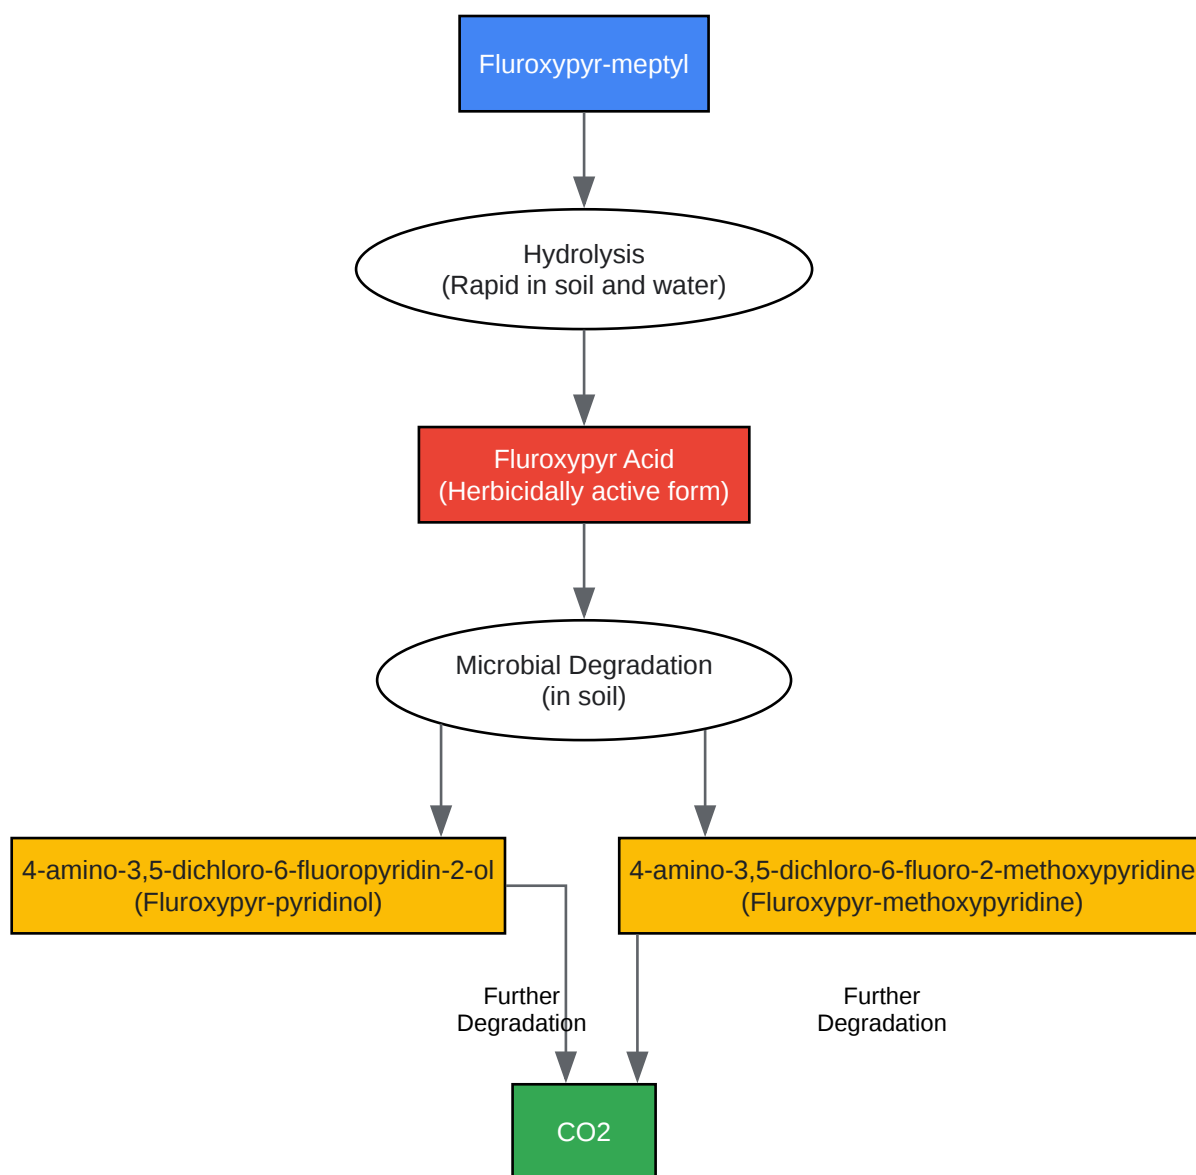 Fluroxypyr-meptyl
Hydrolysis
(Rapid in soil and water)
Fluroxypyr Acid
(Herbicidally active form)
Microbial Degradation
(in soil)
4-amino-3,5-dichloro-6-fluoropyridin-2-ol
(Fluroxypyr-pyridinol)
4-amino-3,5-dichloro-6-fluoro-2-methoxypyridine
(Fluroxypyr-methoxypyridine)
Further
Degradation
Further
Degradation
CO2